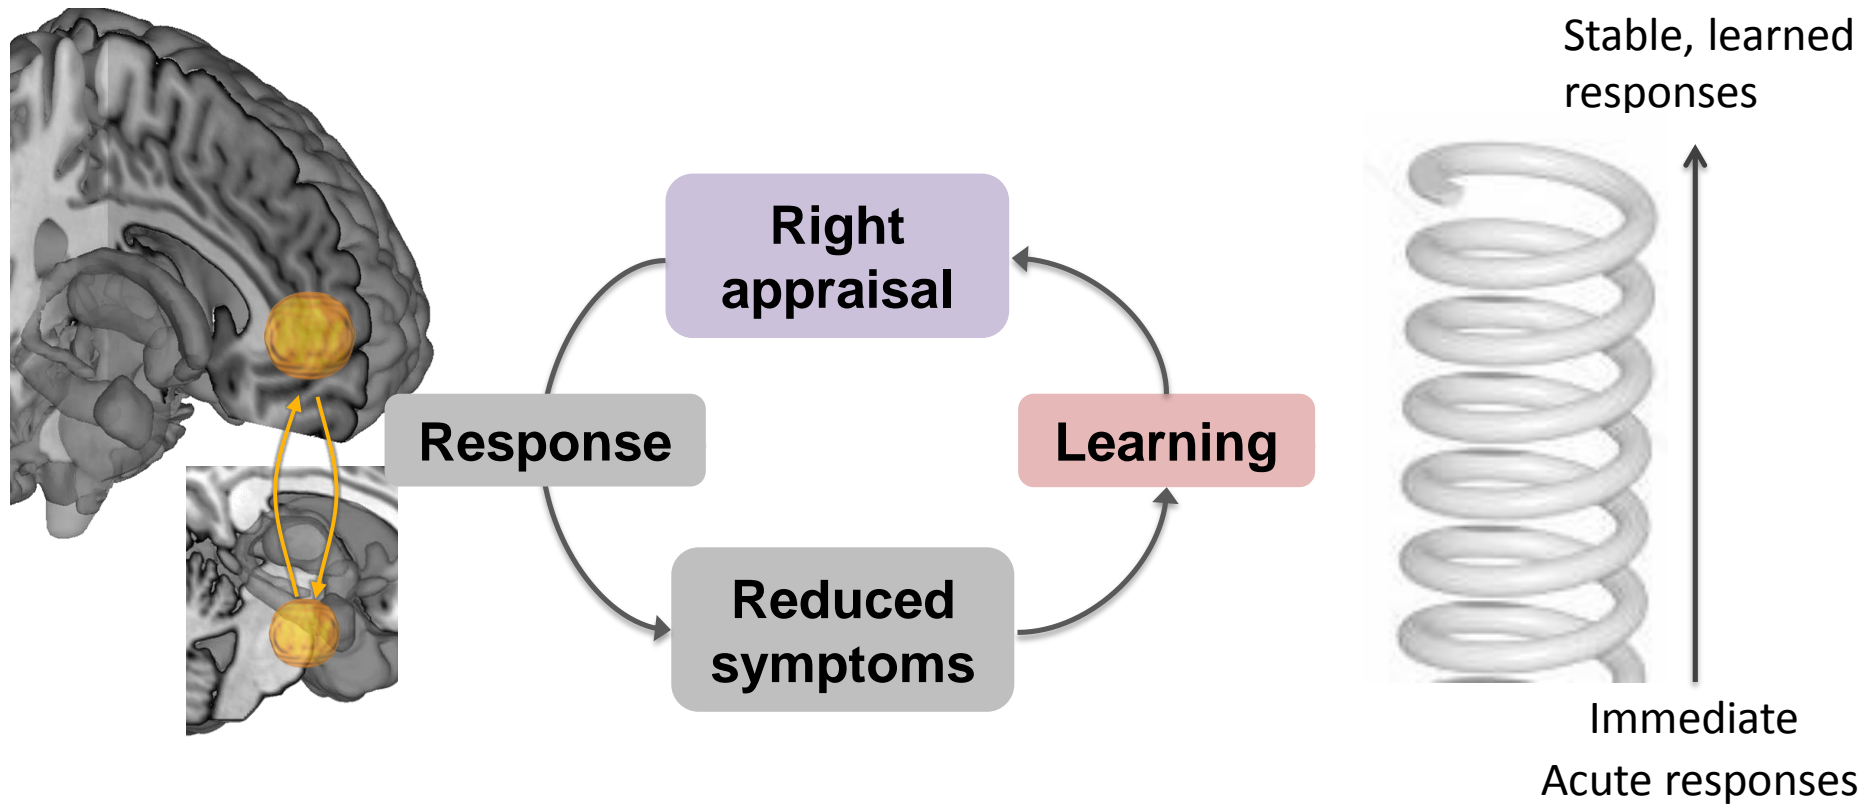 Stable, learned
responses
Right
appraisal
Response
Learning
Reduced
symptoms
Immediate
Acute responses